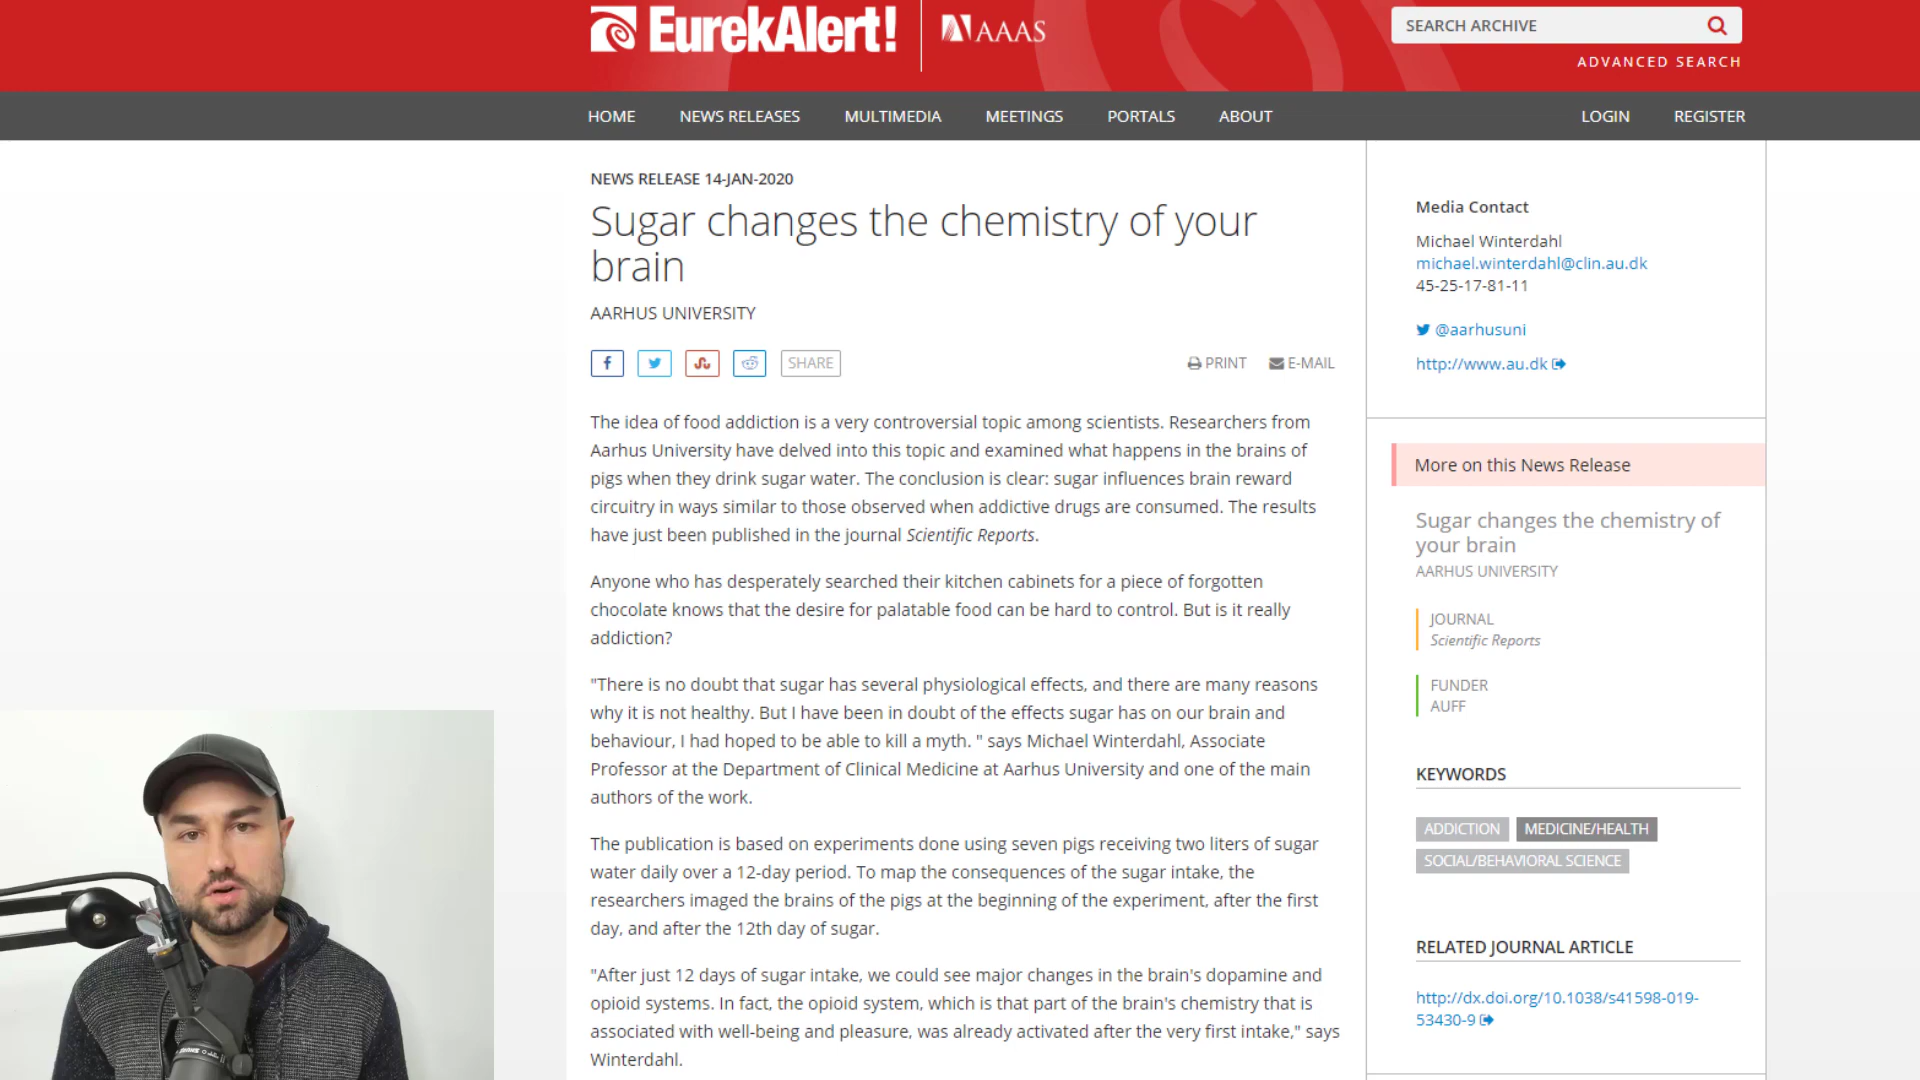 EurekAlert!
AAAS
SEARCH ARCHIVE
ADVANCED SEARCH
HOME
NEWS RELEASES
MULTIMEDIA
MEETINGS
PORTALS
ABOUT
LOGIN
REGISTER
NEWS RELEASE 14-JAN-2020
Sugar changes the chemistry of your
brain
AARHUS UNIVERSITY
SHARE
PRINT
E-MAIL
The idea of food addiction is a very controversial topic among scientists. Researchers from
Aarhus University have delved into this topic and examined what happens in the brains of
pigs when they drink sugar water. The conclusion is clear: sugar influences brain reward
circuitry in ways similar to those observed when addictive drugs are consumed. The results
have just been published in the journal Scientific Reports.
Anyone who has desperately searched their kitchen cabinets for a piece of forgotten
chocolate knows that the desire for palatable food can be hard to control. But is it really
addiction?
"There is no doubt that sugar has several physiological effects, and there are many reasons
why it is not healthy. But I have been in doubt of the effects sugar has on our brain and
behaviour, I had hoped to be able to kill a myth. " says Michael Winterdahl, Associate
Professor at the Department of Clinical Medicine at Aarhus University and one of the main
authors of the work.
The publication is based on experiments done using seven pigs receiving two liters of sugar
water daily over a 12-day period. To map the consequences of the sugar intake, the
researchers imaged the brains of the pigs at the beginning of the experiment, after the first
day, and after the 12th day of sugar.
"After just 12 days of sugar intake, we could see major changes in the brain's dopamine and
opioid systems. In fact, the opioid system, which is that part of the brain's chemistry that is
associated with well-being and pleasure, was already activated after the very first intake," says
Winterdahl.
Media Contact
Michael Winterdahl
michael.winterdahl@clin.au.dk
45-25-17-81-11
@aarhusuni
http://www.au.dk
More on this News Release
Sugar changes the chemistry of
your brain
AARHUS UNIVERSITY
JOURNAL
Scientific Reports
FUNDER
AUFF
KEYWORDS
ADDICTION
MEDICINE/HEALTH
SOCIAL/BEHAVIORAL SCIENCE
RELATED JOURNAL ARTICLE
http://dx.doi.org/10.1038/s41598-019-
53430-9